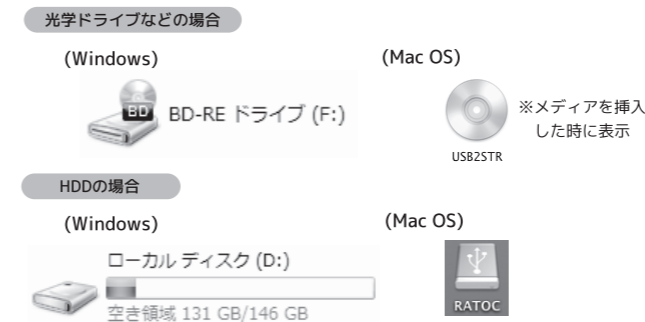 光学ドライブなどの場合
(Windows)
(Mac OS)
BD
BD-RE ドライブ (F:)
※メディアを挿入
した時に表示
USB2STR
HDDの場合
(Windows)
(Mac OS)
ローカル ディスク (D:)
空き領域 131 GB/146 GB
RATOC